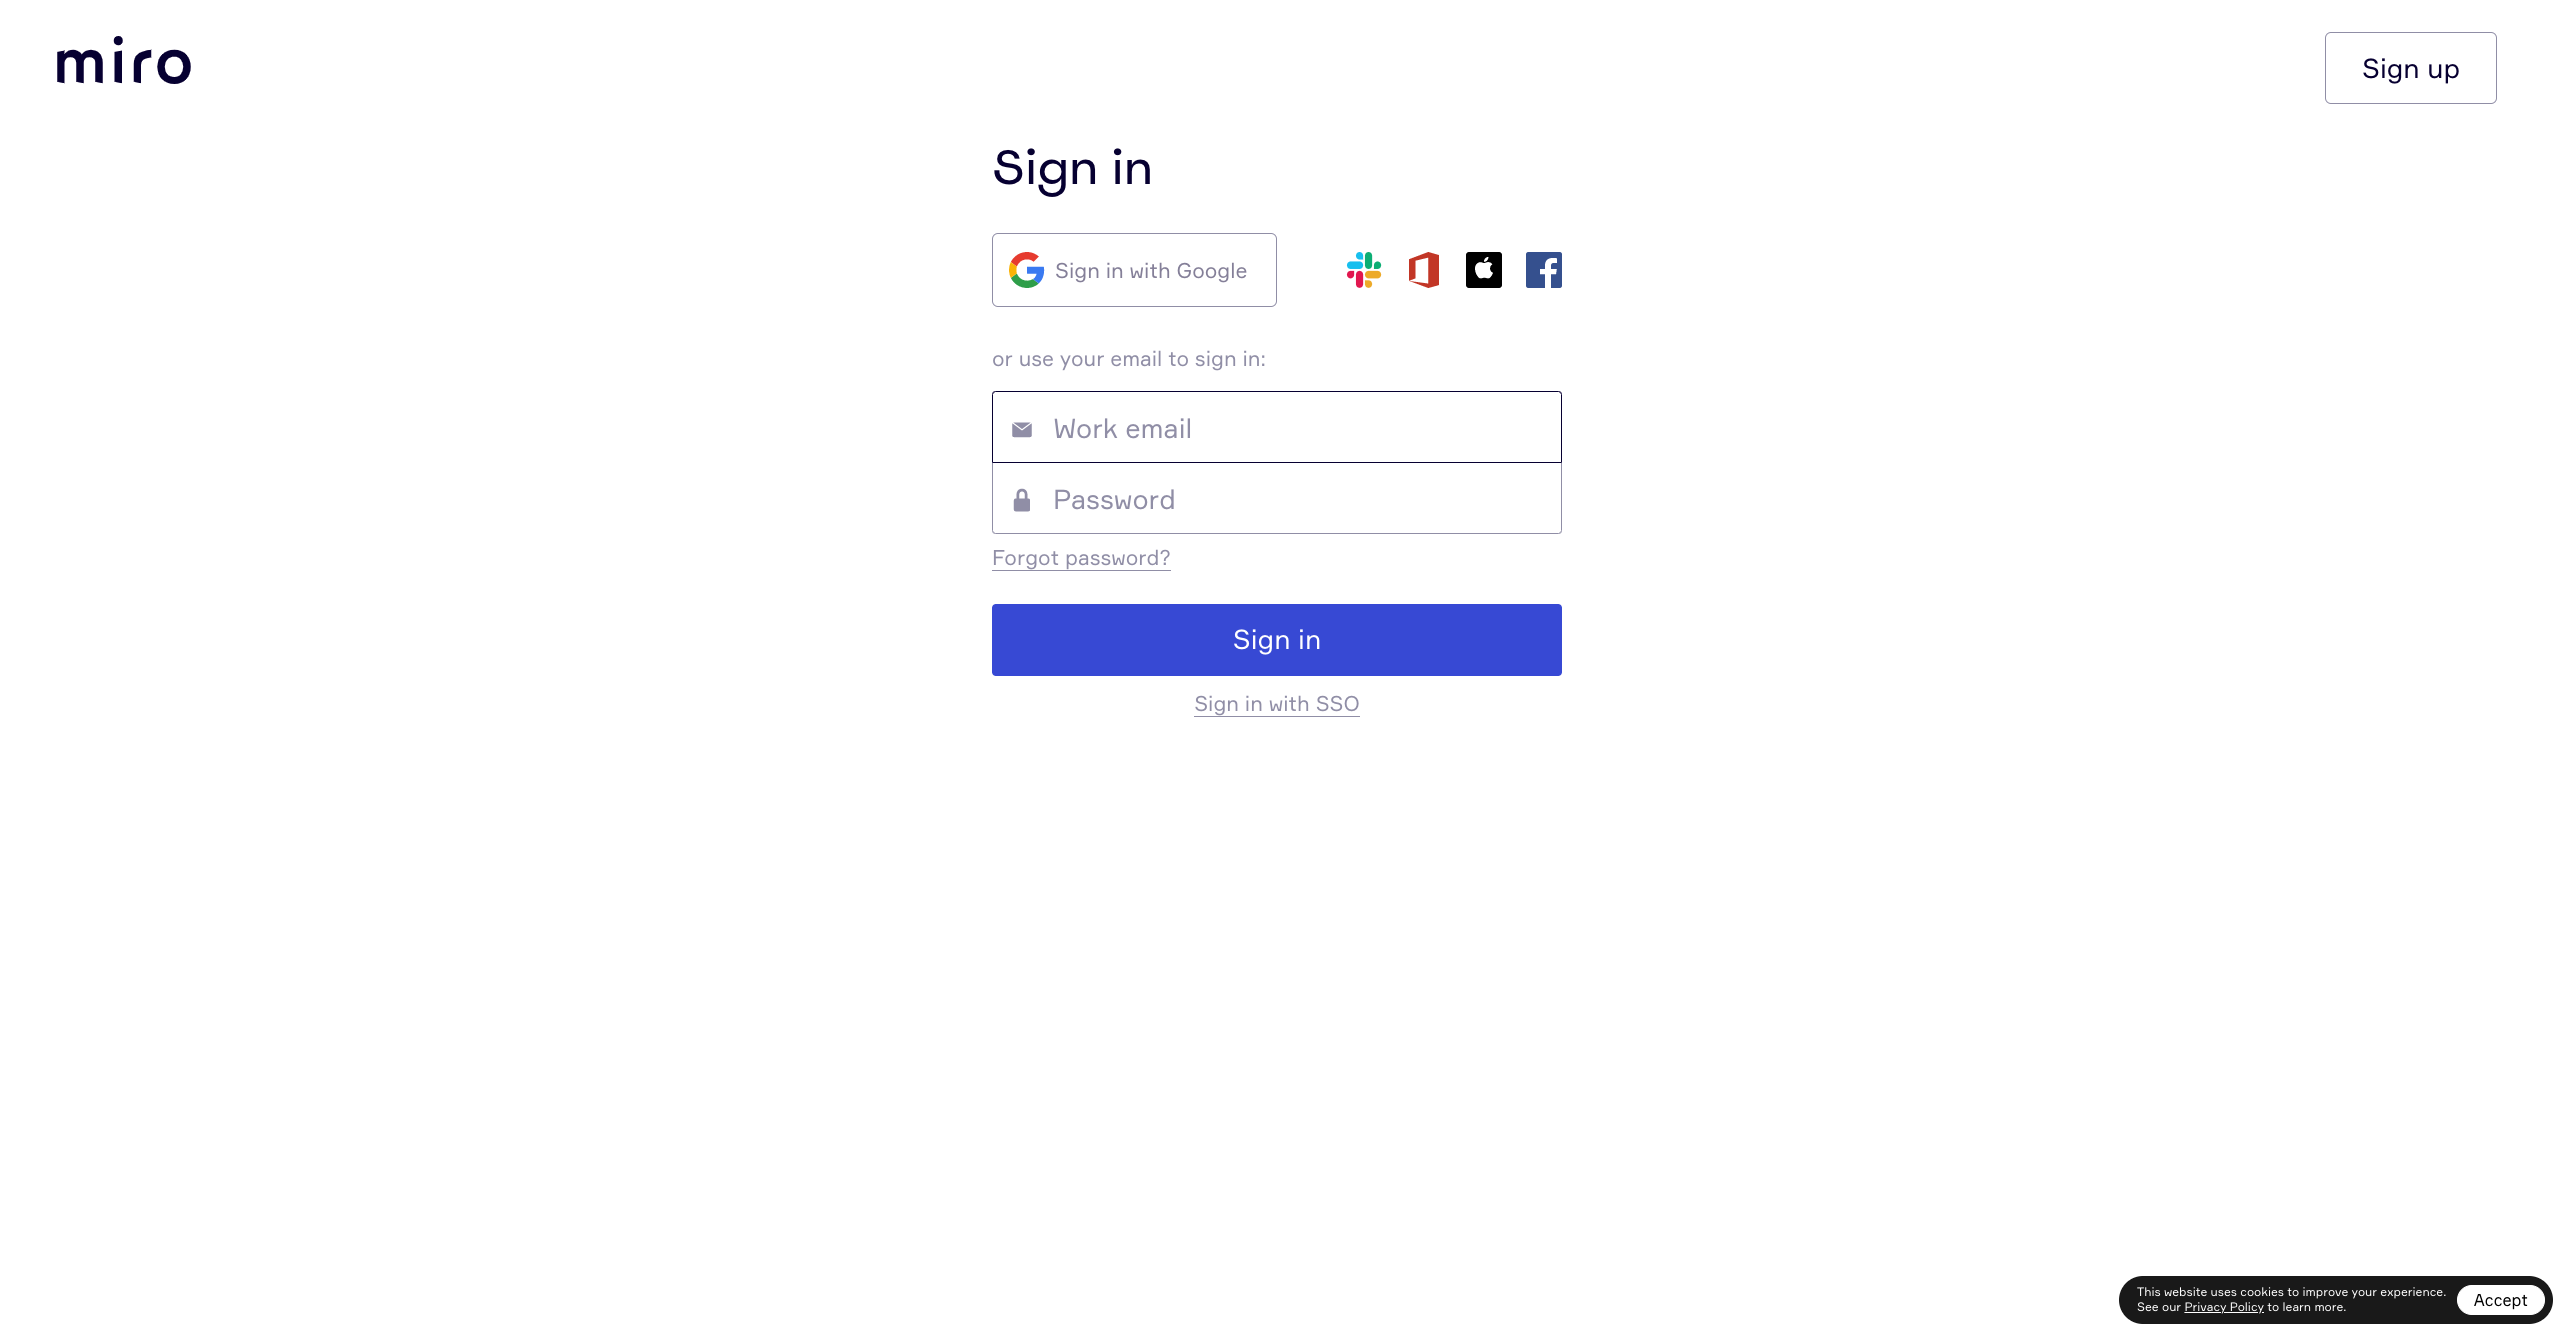 miro
Sign up
Sign in
Sign in with Google
or use your email to sign in:
Work email
Password
Forgot password?
Sign in
Sign in with SSO
This website uses cookies to improve your experience.
See our Privacy Policy to learn more.
Accept